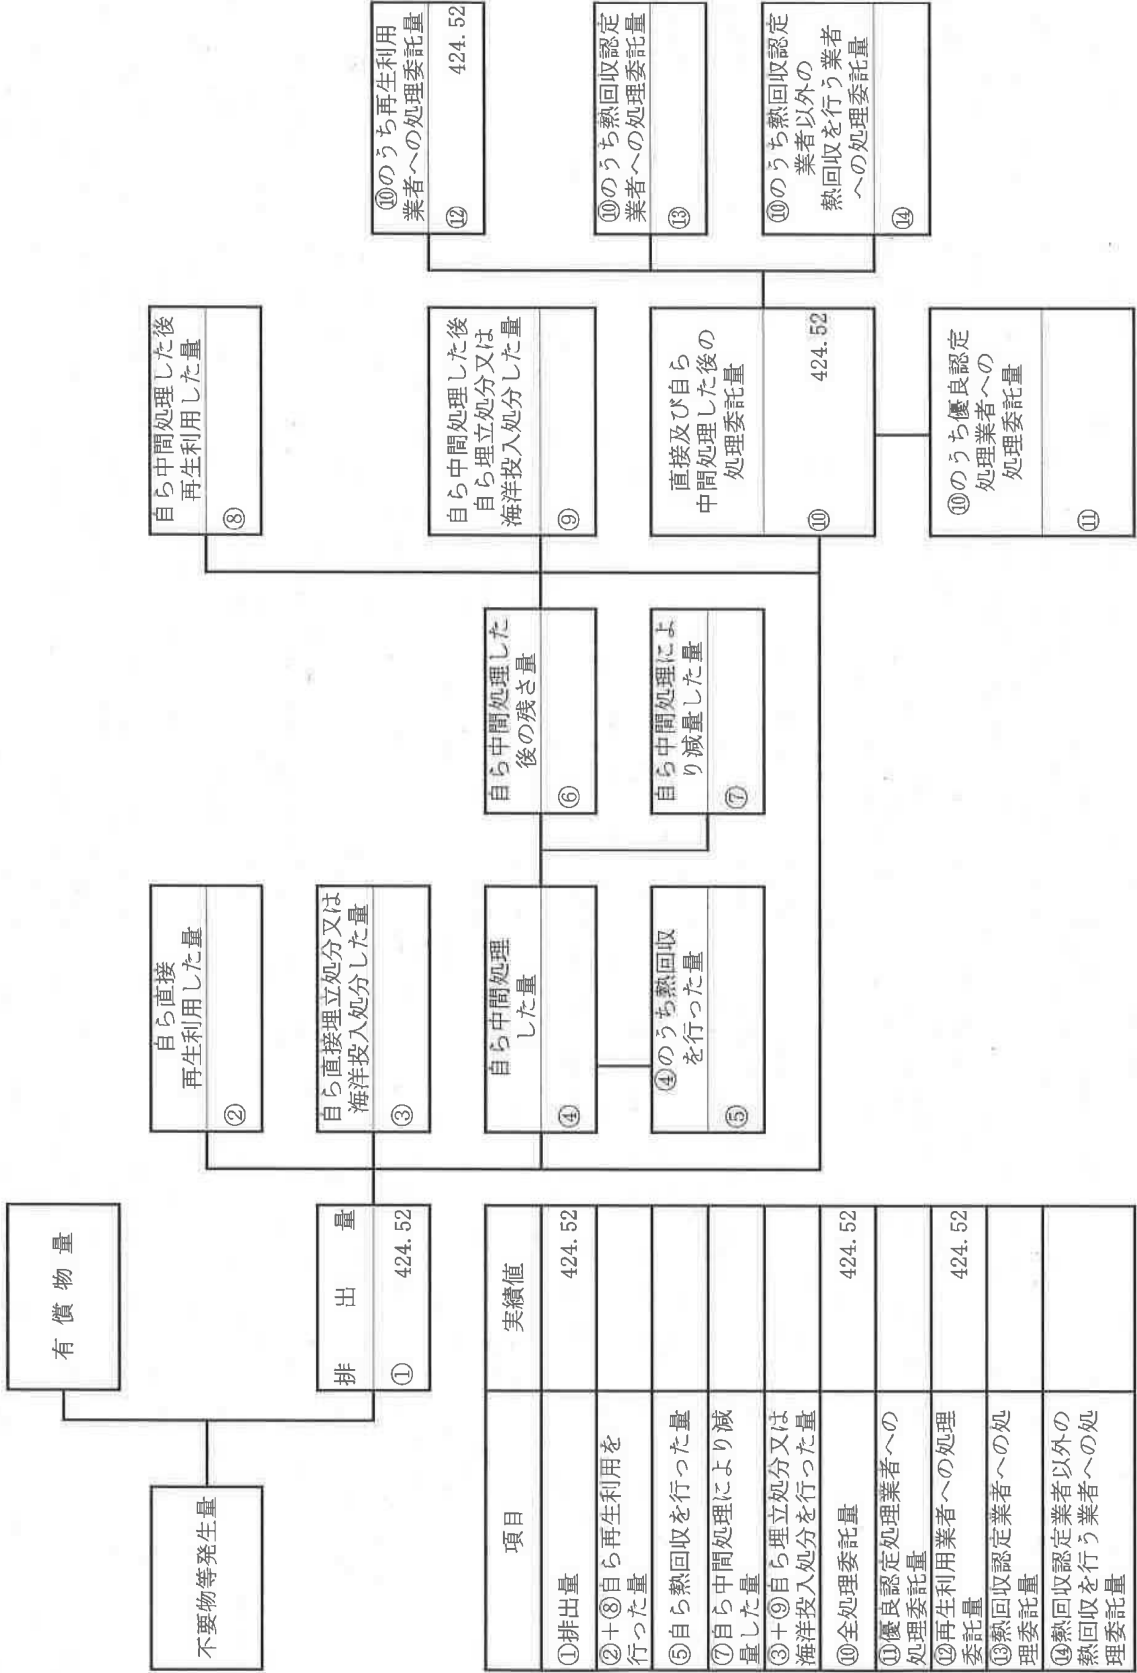 不要物等発生量
有償物量
排出量
① 424.52
自ら直接
再生利用した量
②
自ら直接埋立処分又は
海洋投入処分した量
③
自ら中間処理
した量
④
④のうち熱回収
を行った量
⑤
自ら中間処理した
後の残さ量
⑥
自ら中間処理によ
り減量した量
⑦
自ら中間処理した後
再生利用した量
⑧
自ら中間処理した後
自ら埋立処分又は
海洋投入処分した量
⑨
直接及び自ら
中間処理した後の
処理委託量
⑩ 424.52
⑩のうち優良認定
処理業者への
処理委託量
⑪
⑩のうち再生利用
業者への処理委託量
⑫ 424.52
⑩のうち熱回収認定
業者への処理委託量
⑬
⑩のうち熱回収認定
業者以外の
熱回収を行う業者
への処理委託量
⑭
項目 実績値
①排出量 424.52
②+⑧自ら再生利用を
行った量
⑤自ら熱回収を行った量
⑦自ら中間処理により減
量した量
③+⑨自ら埋立処分又は
海洋投入処分を行った量
⑩全処理委託量 424.52
⑪優良認定処理業者への
処理委託量
⑫再生利用業者への処理
委託量 424.52
⑬熱回収認定業者への処
理委託量
⑭熱回収認定業者以外の
熱回収を行う業者への処
理委託量